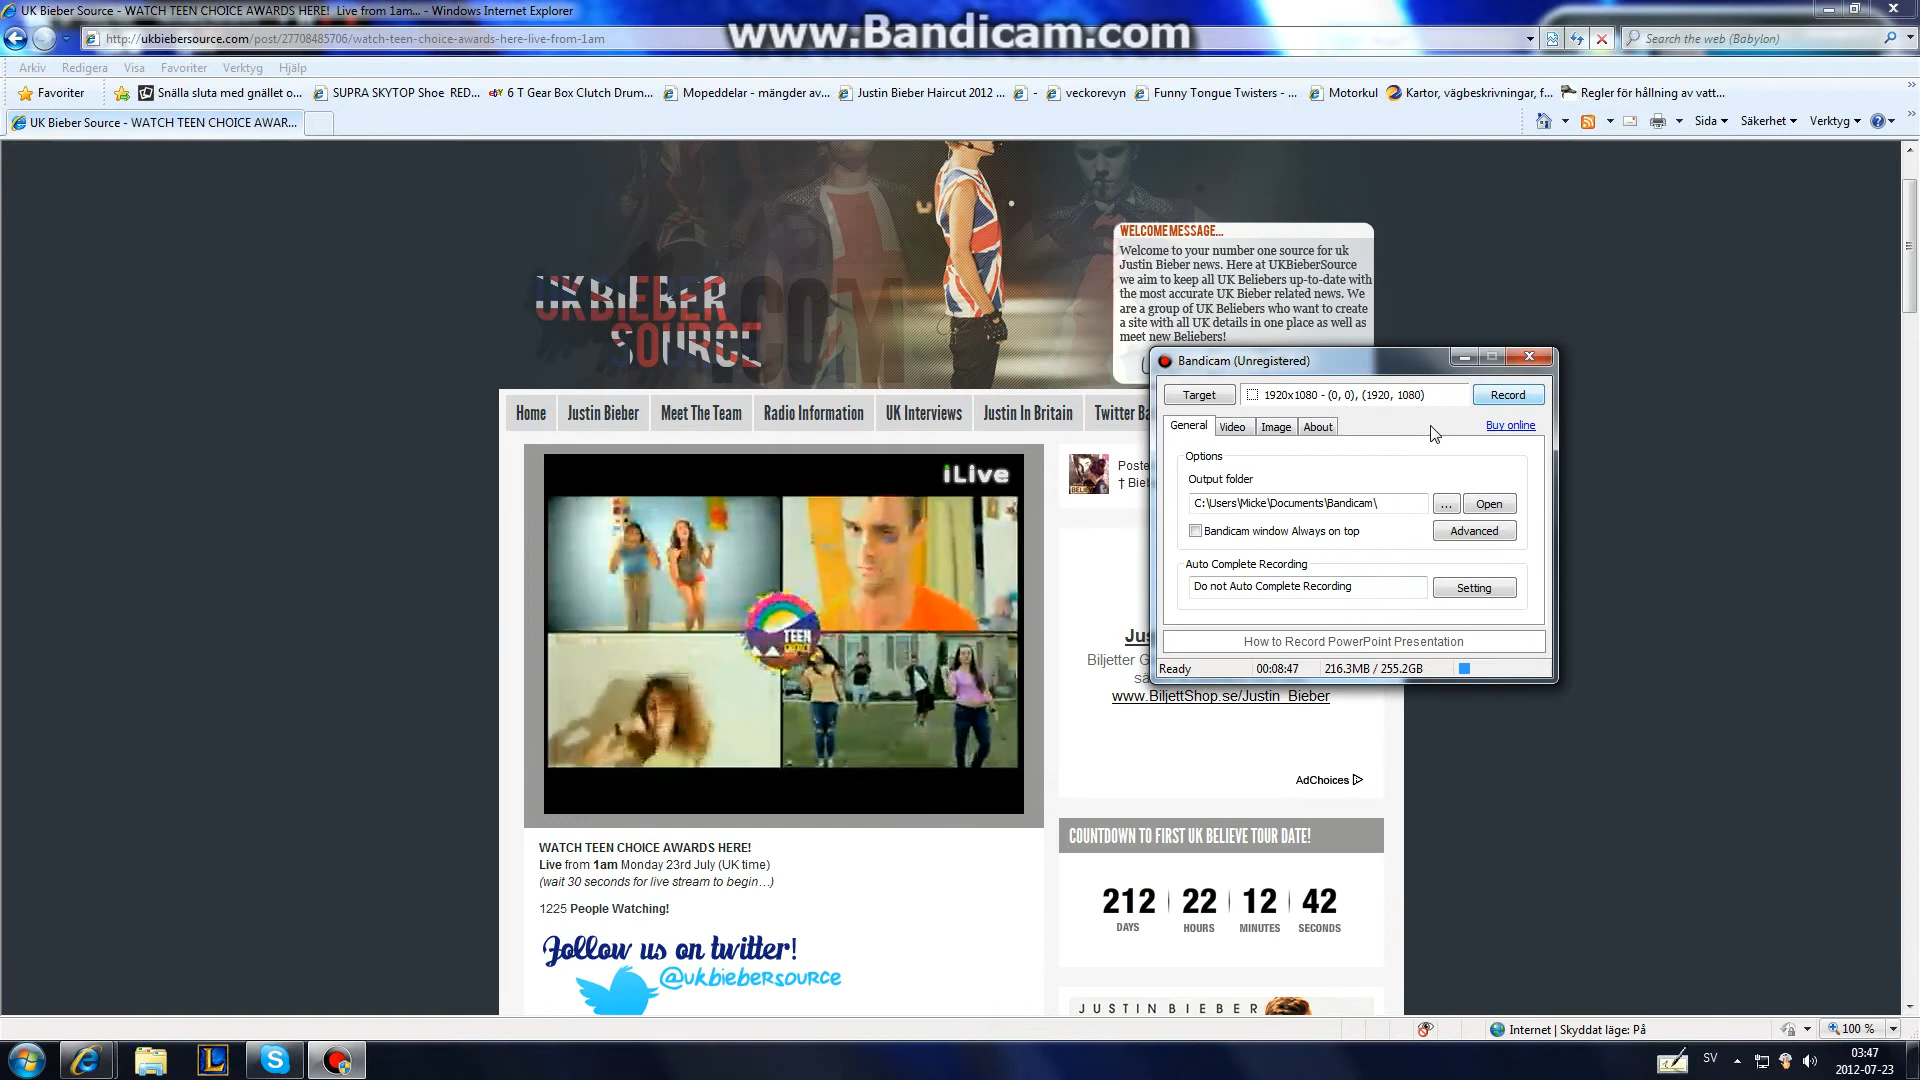 UK Bieber Source - WATCH TEEN CHOICE AWARDS HERE!  Live from 1am... - Windows Internet Explorer
www.Bandicam.com
http://ukbiebersource.com/post/27708485706/watch-teen-choice-awards-here-live-from-1am
Search the web (Babylon)
Arkiv Redigera Visa Favoriter Verktyg Hjälp
Favoriter Snälla sluta med gnället o... SUPRA SKYTOP Shoe RED... 6 T Gear Box Clutch Drum... Mopeddelar - mängder av... Justin Bieber Haircut 2012 ... - veckorevyn Funny Tongue Twisters - ... Motorkul Kartor, vägbeskrivningar, f... Regler för hållning av vatt...
UK Bieber Source - WATCH TEEN CHOICE AWAR...
Sida Säkerhet Verktyg
WELCOME MESSAGE...
Welcome to your number one source for uk
Justin Bieber news. Here at UKBieberSource
we aim to keep all UK Beliebers up-to-date with
the most accurate UK Bieber related news. We
are a group of UK Beliebers who want to create
a site with all UK details in one place as well as
meet new Beliebers!
UKBIEBER
SOURCE
.COM
Home Justin Bieber Meet The Team Radio Information UK Interviews Justin In Britain Twitter Ba
iLive
TEEN
CHOICE
Poste
† Bieb
Bandicam (Unregistered)
Target 1920x1080 - (0, 0), (1920, 1080) Record
General Video Image About Buy online
Options
Output folder
C:\Users\Micke\Documents\Bandicam\ ... Open
Bandicam window Always on top Advanced
Auto Complete Recording
Do not Auto Complete Recording Setting
How to Record PowerPoint Presentation
Ready 00:08:47 216.3MB / 255.2GB
Jus
Biljetter G
www.BiljettShop.se/Justin_Bieber
AdChoices
WATCH TEEN CHOICE AWARDS HERE!
Live from 1am Monday 23rd July (UK time)
(wait 30 seconds for live stream to begin...)
1225 People Watching!
Follow us on twitter!
@ukbiebersource
COUNTDOWN TO FIRST UK BELIEVE TOUR DATE!
212 22 12 42
DAYS HOURS MINUTES SECONDS
JUSTIN BIEBER
Internet | Skyddat läge: På
100 %
SV
03:47
2012-07-23